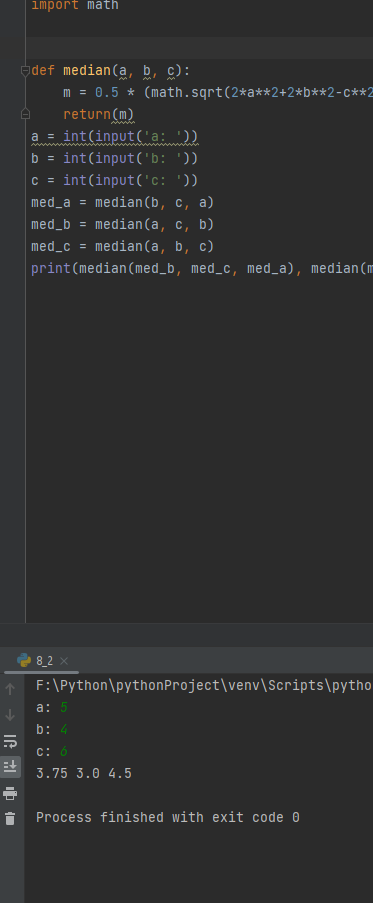 import math
def median(a, b, c):
    m = 0.5 * (math.sqrt(2*a**2+2*b**2-c**2
    return(m)
a = int(input('a: '))
b = int(input('b: '))
c = int(input('c: '))
med_a = median(b, c, a)
med_b = median(a, c, b)
med_c = median(a, b, c)
print(median(med_b, med_c, med_a), median(m
8_2
F:\Python\pythonProject\venv\Scripts\python
a: 5
b: 4
c: 6
3.75 3.0 4.5
Process finished with exit code 0